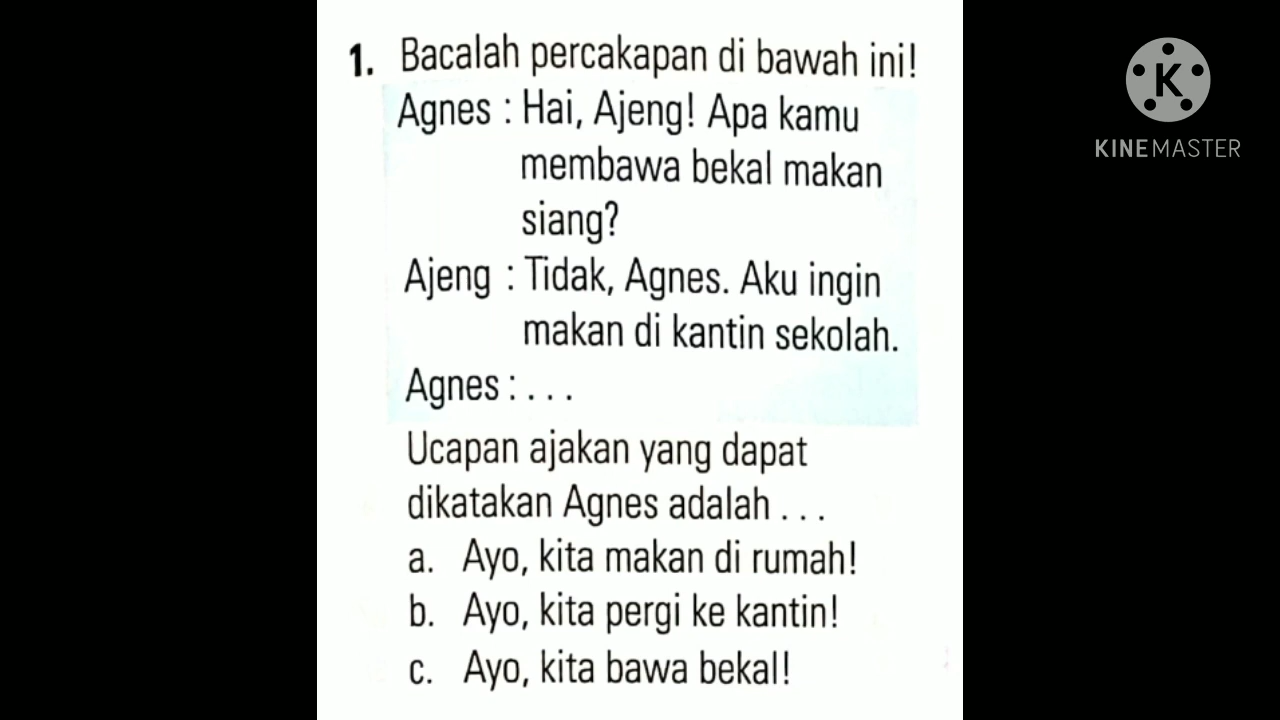 1. Bacalah percakapan di bawah ini!
Agnes : Hai, Ajeng! Apa kamu
membawa bekal makan
siang?
Ajeng : Tidak, Agnes. Aku ingin
makan di kantin sekolah.
Agnes : . . .
Ucapan ajakan yang dapat
dikatakan Agnes adalah . . .
a. Ayo, kita makan di rumah!
b. Ayo, kita pergi ke kantin!
c. Ayo, kita bawa bekal!
K
KINEMASTER